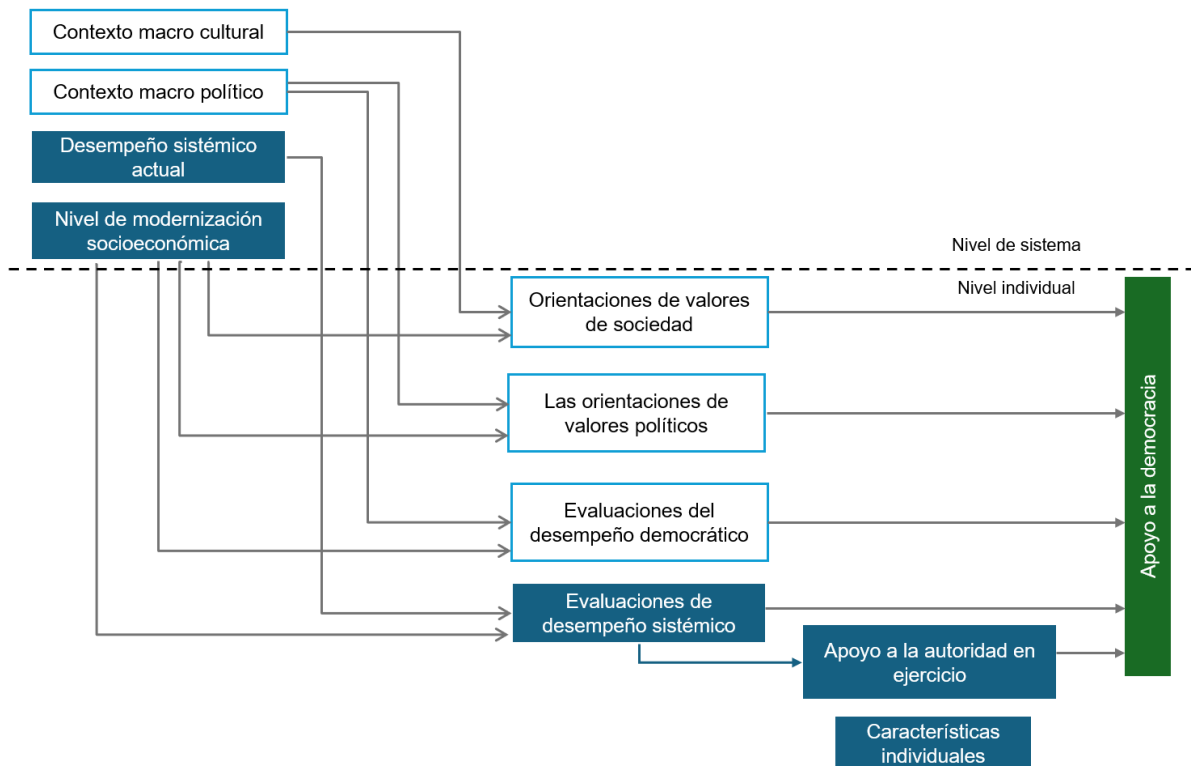 Contexto macro cultural
Contexto macro político
Desempeño sistémico
actual
Nivel de modernización
socioeconómica
Nivel de sistema
Nivel individual
Orientaciones de valores
de sociedad
Las orientaciones de
valores políticos
Evaluaciones del
desempeño democrático
Evaluaciones de
desempeño sistémico
Apoyo a la autoridad en
ejercicio
Características
individuales
Apoyo a la democracia